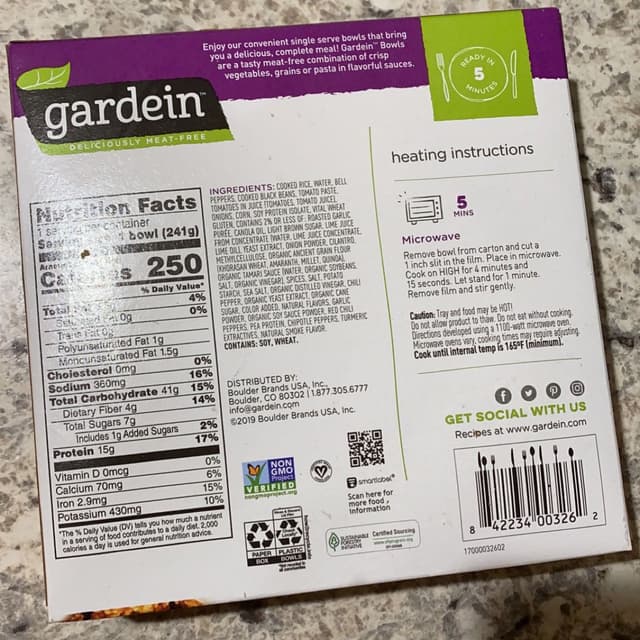 Enjoy our convenient single serve bowls that bring
you a delicious, complete meal! Gardein™ Bowls
are a tasty meat-free combination of crisp
vegetables, grains or pasta in flavorful sauces.
READY IN
5
MINUTES
gardein™
DELICIOUSLY MEAT-FREE
Nutrition Facts
container
bowl (241g)
250
% Daily Value*
4%
0g 0%
Trans Fat 0g
Polyunsaturated Fat 1g
Monounsaturated Fat 1.5g
Cholesterol 0mg 0%
Sodium 360mg 16%
Total Carbohydrate 41g 15%
Dietary Fiber 4g 14%
Total Sugars 7g
Includes 1g Added Sugars 2%
Protein 15g 17%
Vitamin D 0mcg 0%
Calcium 70mg 6%
Iron 2.9mg 15%
Potassium 430mg 10%
*The % Daily Value (DV) tells you how much a nutrient
in a serving of food contributes to a daily diet. 2,000
calories a day is used for general nutrition advice.
INGREDIENTS: COOKED RICE, WATER, BELL
PEPPERS, COOKED BLACK BEANS, TOMATO PASTE,
TOMATOES IN JUICE (TOMATOES, TOMATO JUICE),
ONIONS, CORN, SOY PROTEIN ISOLATE, VITAL WHEAT
GLUTEN, CONTAINS 2% OR LESS OF: ROASTED GARLIC
PUREE, CANOLA OIL, LIGHT BROWN SUGAR, LIME JUICE
FROM CONCENTRATE (WATER, LIME JUICE CONCENTRATE,
LIME OIL), YEAST EXTRACT, ONION POWDER, CILANTRO,
METHYLCELLULOSE, ORGANIC ANCIENT GRAIN FLOUR
(KHORASAN WHEAT, AMARANTH, MILLET, QUINOA),
ORGANIC TAMARI SAUCE (WATER, ORGANIC SOYBEANS,
SALT, ORGANIC VINEGAR), SPICES, SALT, POTATO
STARCH, SEA SALT, ORGANIC DISTILLED VINEGAR, CHILI
PEPPER, ORGANIC YEAST EXTRACT, ORGANIC CANE
SUGAR, COLOR ADDED, NATURAL FLAVORS, GARLIC
POWDER, ORGANIC SOY SAUCE POWDER, RED CHILI
PEPPERS, PEA PROTEIN, CHIPOTLE PEPPERS, TURMERIC
EXTRACTIVES, NATURAL SMOKE FLAVOR.
CONTAINS: SOY, WHEAT.
DISTRIBUTED BY:
Boulder Brands USA, Inc.,
Boulder, CO 80302 | 1.877.305.6777
info@gardein.com
©2019 Boulder Brands USA, Inc.
NON
GMO
Project
VERIFIED
nongmoproject.org
smartlabel
Scan here for
more food
information
PAPER
BOX
PLASTIC
BOWL
SUSTAINABLE
FORESTRY
INITIATIVE
Certified Sourcing
heating instructions
5
MINS
Microwave
Remove bowl from carton and cut a
1 inch slit in the film. Place in microwave.
Cook on HIGH for 4 minutes and
15 seconds. Let stand for 1 minute.
Remove film and stir gently.
Caution: Tray and food may be HOT!
Do not allow product to thaw. Do not eat without cooking.
Directions developed using a 1100-watt microwave oven.
Microwave ovens vary, cooking times may require adjusting.
Cook until internal temp is 165°F (minimum).
GET SOCIAL WITH US
Recipes at www.gardein.com
8 42234 00326 2
17000032602